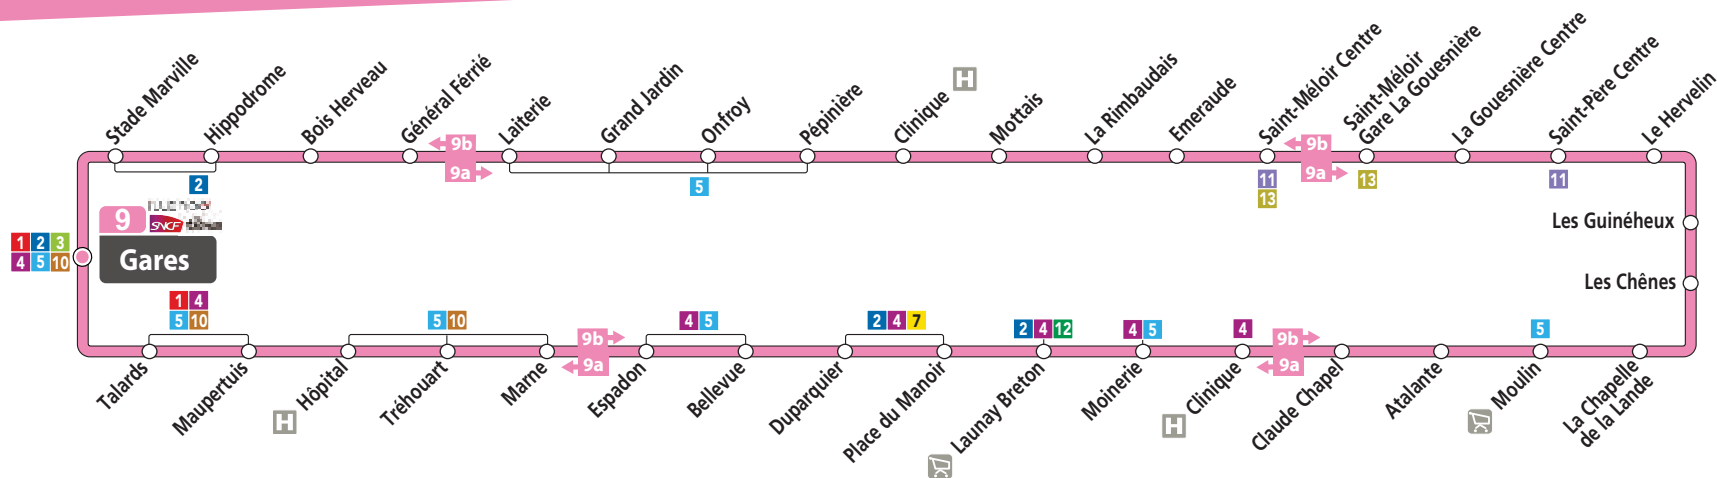 Stade Marville
Hippodrome
Bois Herveau
Général Férrié
Laiterie
Grand Jardin
Onfroy
Pépinière
Clinique
H
Mottais
La Rimbaudais
Emeraude
Saint-Méloir Centre
Saint-Méloir
Gare La Gouesnière
La Gouesnière Centre
Saint-Père Centre
Le Hervelin
9b
9a
9b
9a
2
5
11
13
13
11
Les Guinéheux
Les Chênes
9
SNCF
Gares
1 2 3
4 5 10
1 4
5 10
5 10
9b
9a
4 5
2 4 7
2 4 12
4 5
4
9b
9a
5
Talards
Maupertuis
H
Hôpital
Tréhouart
Marne
Espadon
Bellevue
Duparquier
Place du Manoir
Launay Breton
Moinerie
H
Clinique
Claude Chapel
Atalante
Moulin
La Chapelle
de la Lande